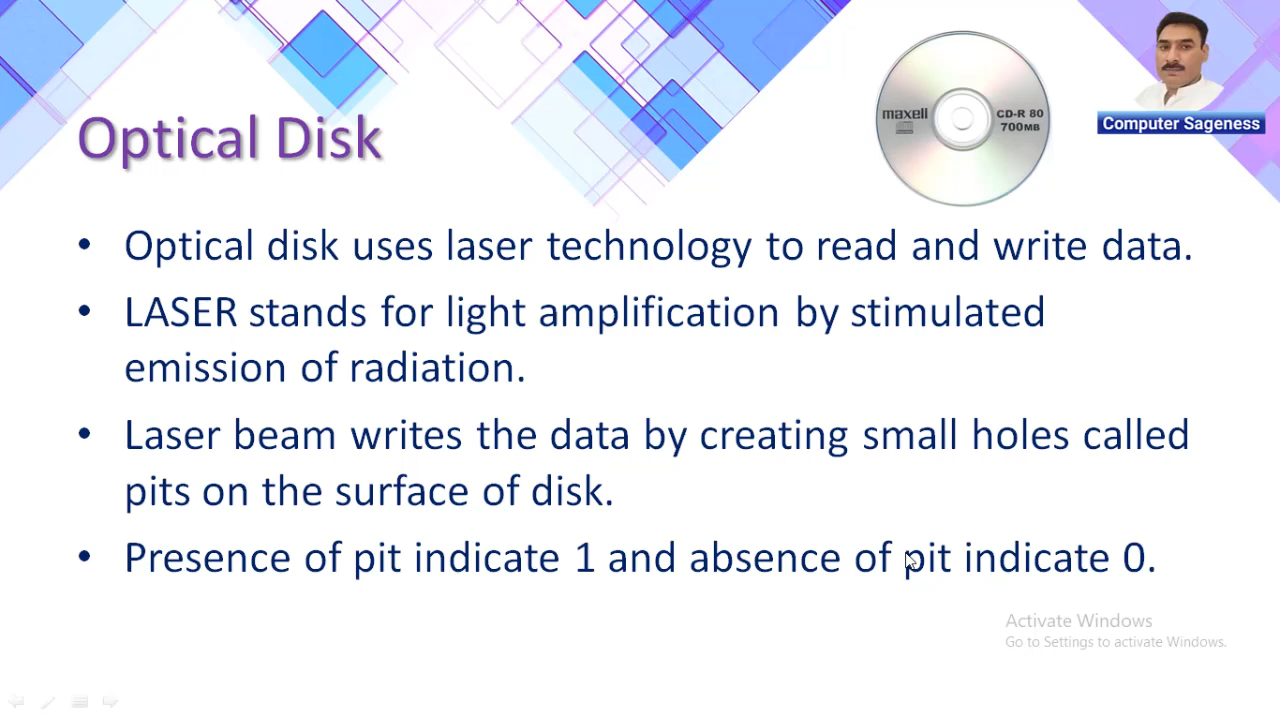 maxell
CD-R 80
700MB
Computer Sageness
Optical Disk
• Optical disk uses laser technology to read and write data.
• LASER stands for light amplification by stimulated
emission of radiation.
• Laser beam writes the data by creating small holes called
pits on the surface of disk.
• Presence of pit indicate 1 and absence of pit indicate 0.
Activate Windows
Go to Settings to activate Windows.